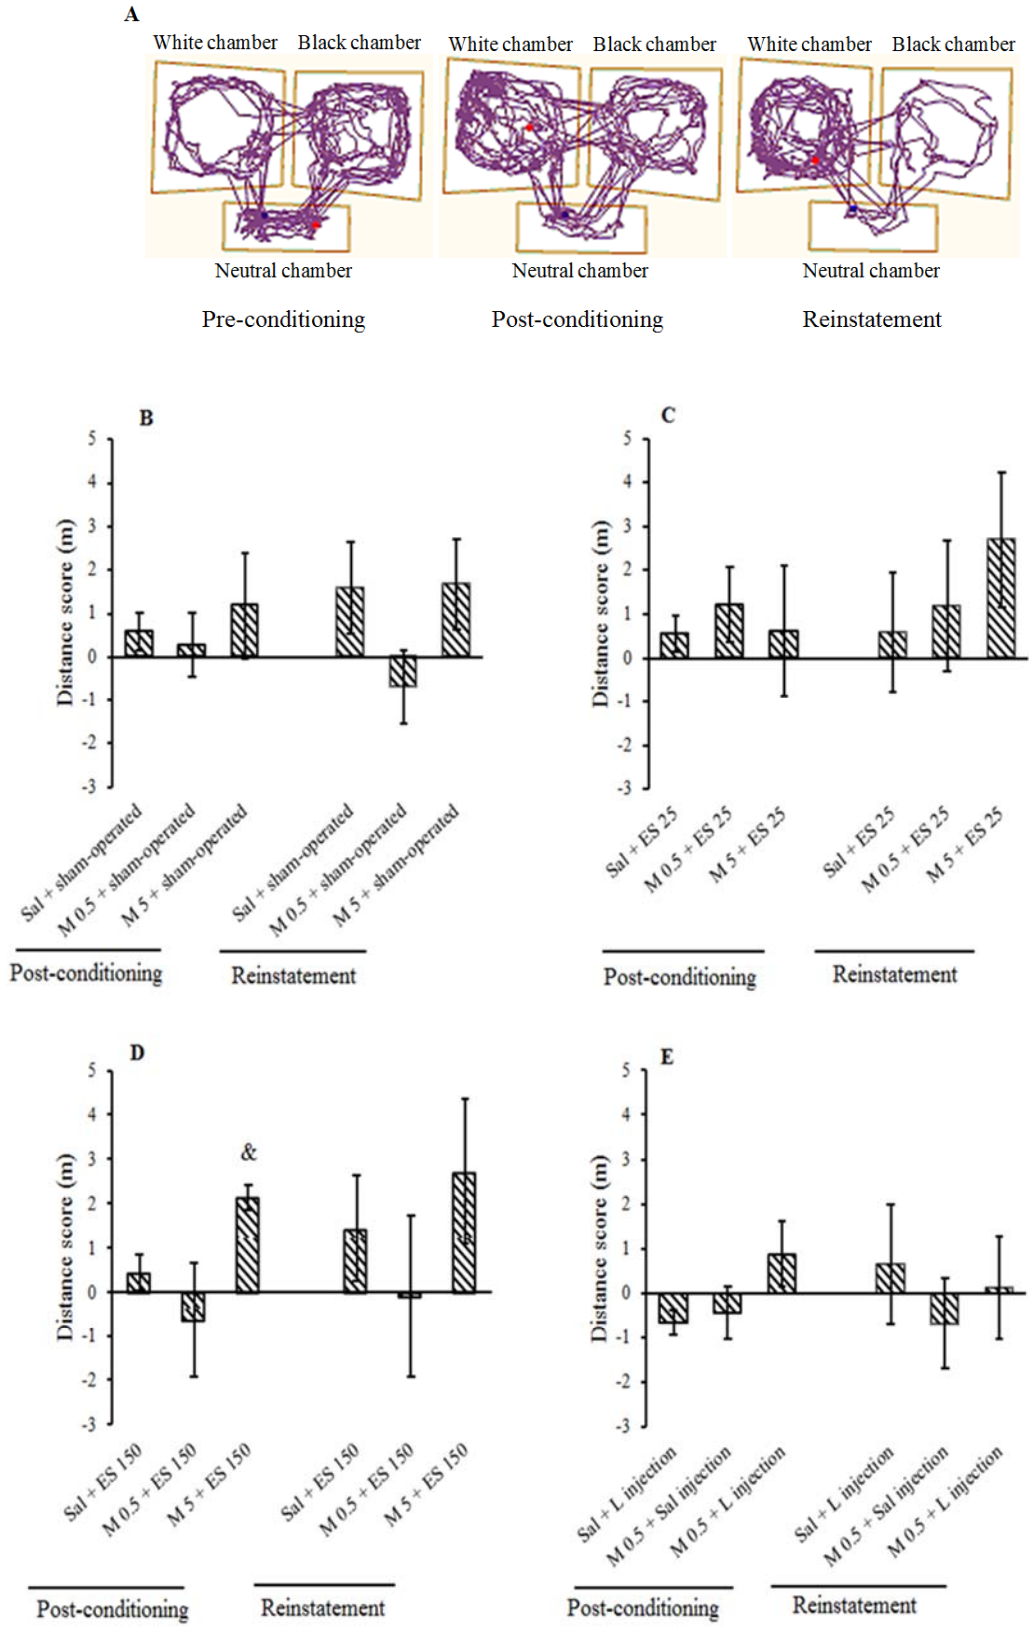 A
White chamber Black chamber White chamber Black chamber White chamber Black chamber
Neutral chamber Neutral chamber Neutral chamber
Pre-conditioning Post-conditioning Reinstatement
B
Distance score (m)
5
4
3
2
1
0
-1
-2
-3
Sal + sham-operated
M 0.5 + sham-operated
M 5 + sham-operated
Sal + sham-operated
M 0.5 + sham-operated
M 5 + sham-operated
Post-conditioning
Reinstatement
C
Distance score (m)
5
4
3
2
1
0
-1
-2
-3
Sal + ES 25
M 0.5 + ES 25
M 5 + ES 25
Sal + ES 25
M 0.5 + ES 25
M 5 + ES 25
Post-conditioning
Reinstatement
D
Distance score (m)
5
4
3
2
1
0
-1
-2
-3
&
Sal + ES 150
M 0.5 + ES 150
M 5 + ES 150
Sal + ES 150
M 0.5 + ES 150
M 5 + ES 150
Post-conditioning
Reinstatement
E
Distance score (m)
5
4
3
2
1
0
-1
-2
-3
Sal + L injection
M 0.5 + Sal injection
M 0.5 + L injection
Sal + L injection
M 0.5 + Sal injection
M 0.5 + L injection
Post-conditioning
Reinstatement